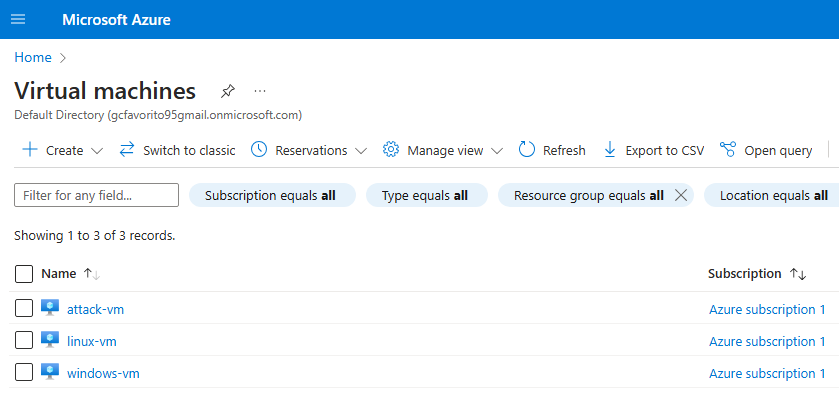 Microsoft Azure
Home
Virtual machines
Default Directory (gcfavorito95gmail.onmicrosoft.com)
Create Switch to classic Reservations Manage view Refresh Export to CSV Open query
Filter for any field... Subscription equals all Type equals all Resource group equals all Location equals all
Showing 1 to 3 of 3 records.
Name Subscription
attack-vm Azure subscription 1
linux-vm Azure subscription 1
windows-vm Azure subscription 1